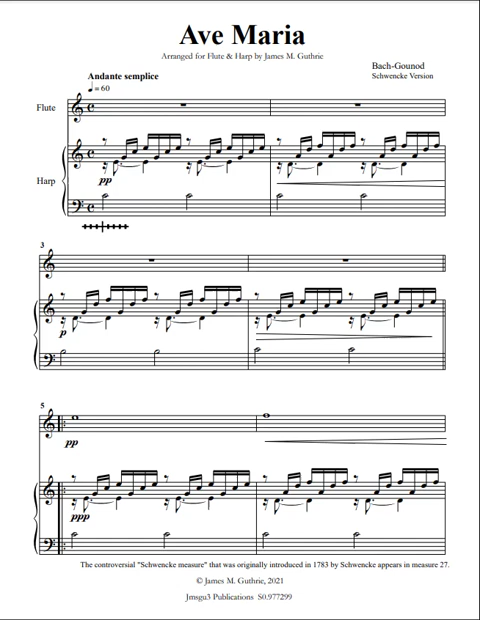 Ave Maria
Arranged for Flute & Harp by James M. Guthrie
Bach-Gounod
Schwencke Version
Andante semplice
♩ = 60
Flute
Harp
pp
3
p
5
pp
ppp
The controversial "Schwencke measure" that was originally introduced in 1783 by Schwencke appears in measure 27.
© James M. Guthrie, 2021
Jmsgu3 Publications S0.977299